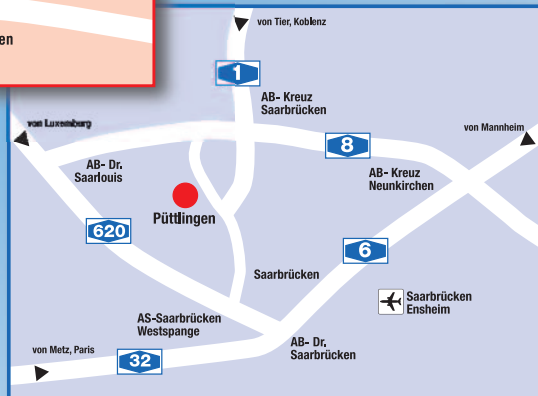 en
von Tier, Koblenz
1
AB- Kreuz
Saarbrücken
von Luxemburg
von Mannheim
8
AB- Dr.
Saarlouis
AB- Kreuz
Neunkirchen
Püttlingen
620
6
Saarbrücken
Saarbrücken
Ensheim
AS-Saarbrücken
Westspange
AB- Dr.
Saarbrücken
von Metz, Paris
32